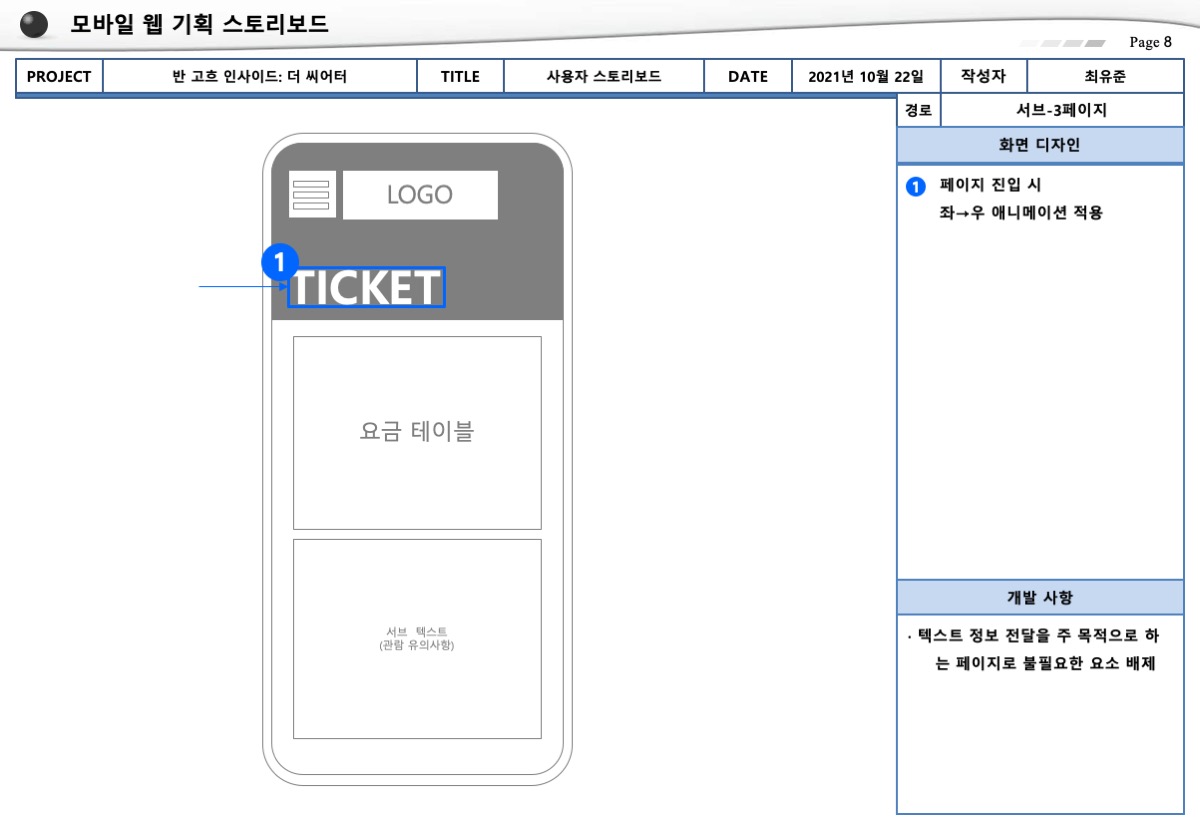 모바일 웹 기획 스토리보드
Page 8
PROJECT 반 고흐 인사이드: 더 씨어터 TITLE 사용자 스토리보드 DATE 2021년 10월 22일 작성자 최유준
경로 서브-3페이지
화면 디자인
1 페이지 진입 시
좌→우 애니메이션 적용
LOGO
1
TICKET
요금 테이블
서브 텍스트
(관람 유의사항)
개발 사항
· 텍스트 정보 전달을 주 목적으로 하
는 페이지로 불필요한 요소 배제